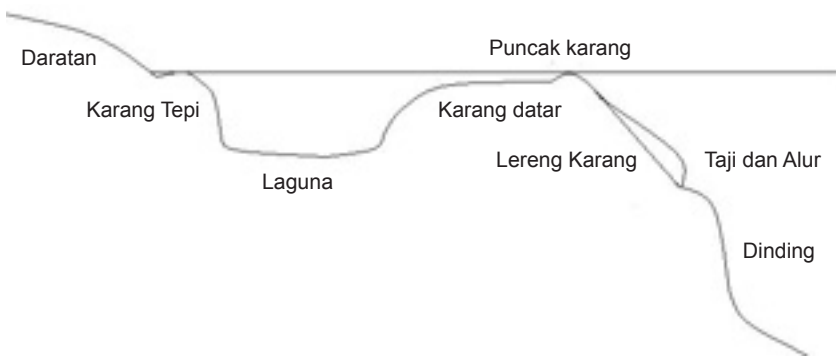 Daratan
Puncak karang
Karang Tepi
Karang datar
Lereng Karang
Taji dan Alur
Laguna
Dinding